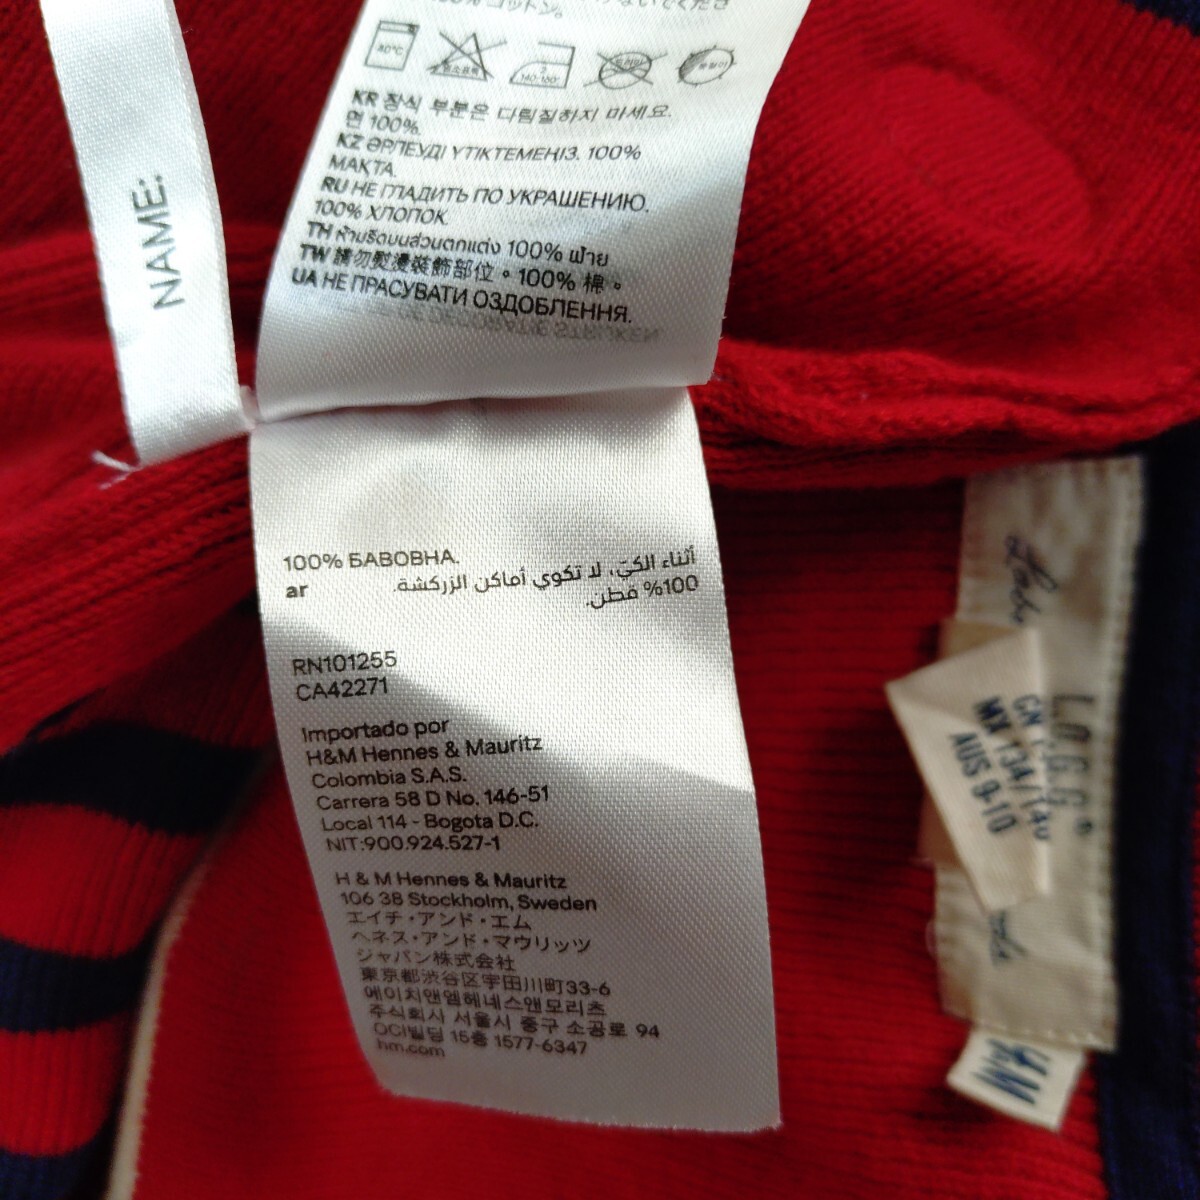 100% コットン。
40℃
KR 장식 부분은 다림질하지 마세요.
면 100%.
KZ ӘРЛЕУДІ ҮТІКТЕМЕҢІЗ. 100%
МАҚТА.
RU НЕ ГЛАДИТЬ ПО УКРАШЕНИЮ.
100% ХЛОПОК.
TH ห้ามรีดบนส่วนตกแต่ง 100% ฝ้าย
TW 請勿熨燙裝飾部位。100% 棉。
UA НЕ ПРАСУВАТИ ОЗДОБЛЕННЯ.
NAME:
100% БАВОВНА.
ar أثناء الكيّ، لا تكوي أماكن الزركشة.
100% قطن.
RN101255
CA42271
Importado por
H&M Hennes & Mauritz
Colombia S.A.S.
Carrera 58 D No. 146-51
Local 114 - Bogota D.C.
NIT:900.924.527-1
H & M Hennes & Mauritz
106 38 Stockholm, Sweden
エイチ・アンド・エム
ヘネス・アンド・マウリッツ
ジャパン株式会社
東京都渋谷区宇田川町33-6
에이치앤엠헤네스앤모리츠
주식회사 서울시 중구 소공로 94
OCI빌딩 15층 1577-6347
hm.com
L.O.G.G.®
MX 134/140
AUS 9-10
H&M